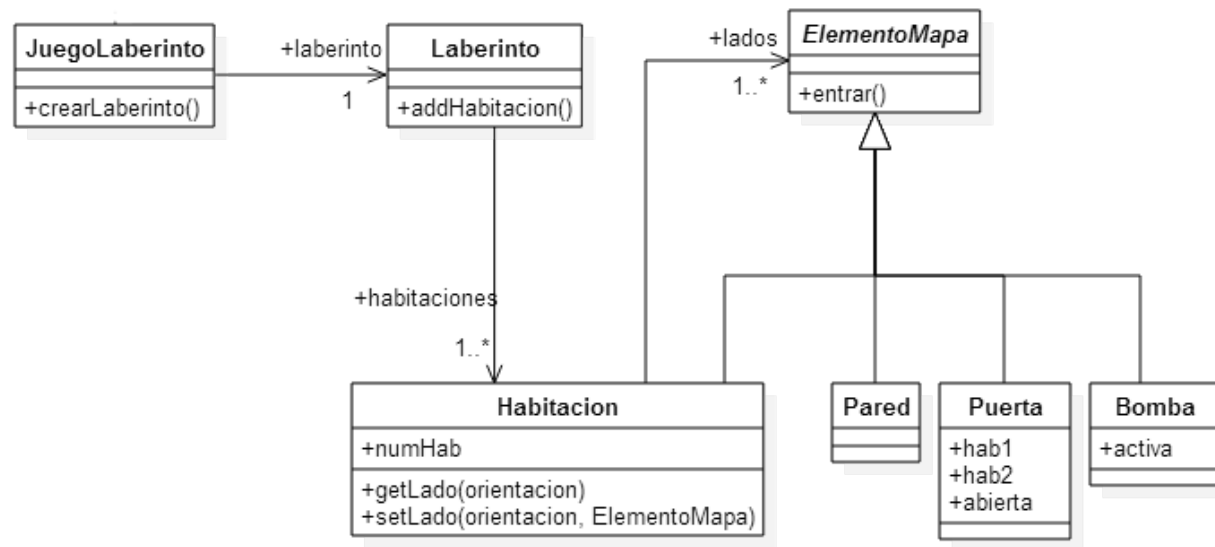 JuegoLaberinto
+crearLaberinto()
+laberinto
1
Laberinto
+addHabitacion()
+lados
1..*
ElementoMapa
+entrar()
+habitaciones
1..*
Habitacion
+numHab
+getLado(orientacion)
+setLado(orientacion, ElementoMapa)
Pared
Puerta
+hab1
+hab2
+abierta
Bomba
+activa